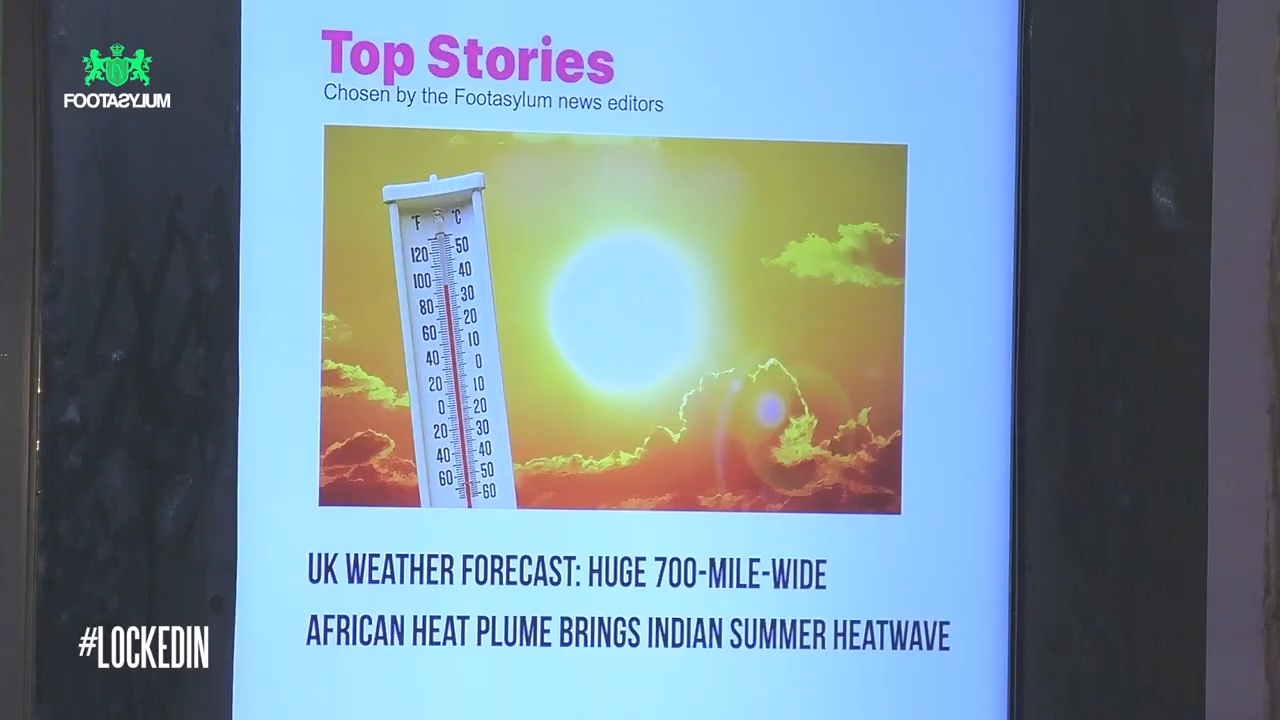 FOOTASYLUM
Top Stories
Chosen by the Footasylum news editors
°F °C
120 50
100 40
80 30
60 20
40 10
20 0
0 10
20 20
40 30
60 40
50
60
UK WEATHER FORECAST: HUGE 700-MILE-WIDE
AFRICAN HEAT PLUME BRINGS INDIAN SUMMER HEATWAVE
#LOCKEDIN